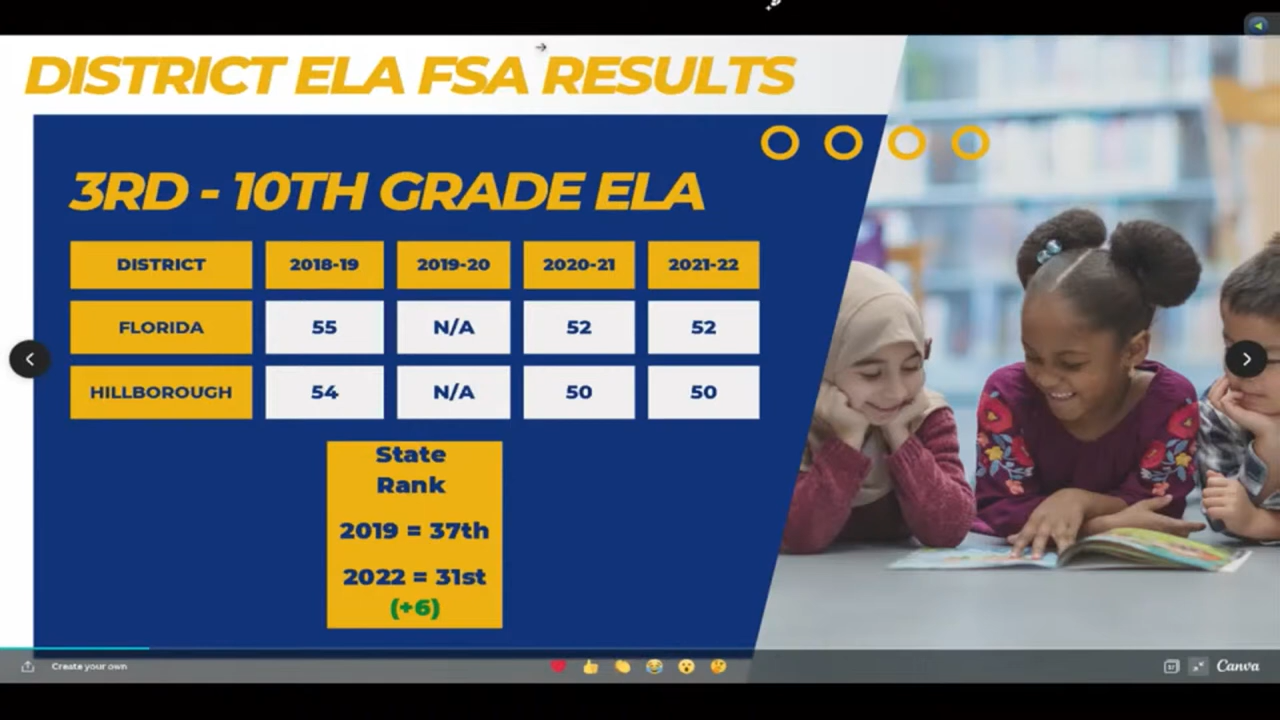 DISTRICT ELA FSA RESULTS
3RD - 10TH GRADE ELA
DISTRICT 2018-19 2019-20 2020-21 2021-22
FLORIDA 55 N/A 52 52
HILLBOROUGH 54 N/A 50 50
State
Rank
2019 = 37th
2022 = 31st
(+6)
Create your own
Canva